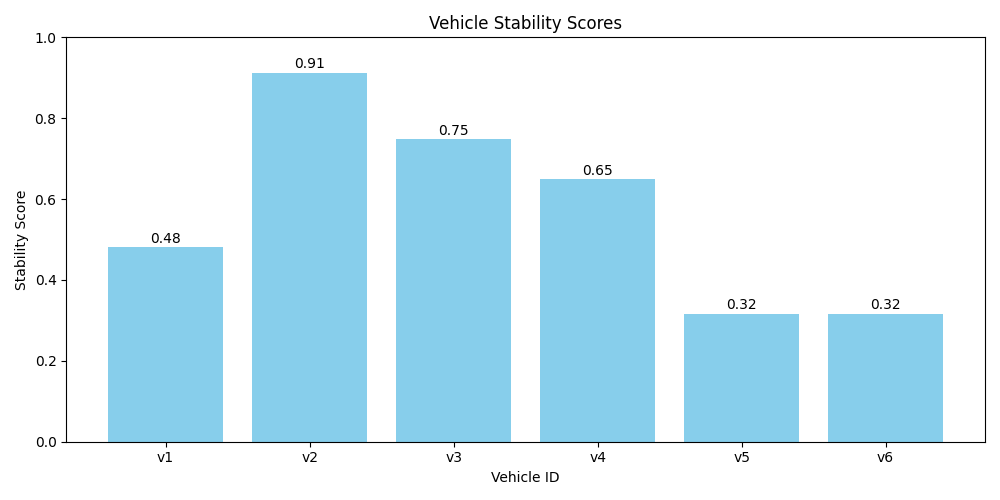 Vehicle Stability Scores
1.0
0.8
0.6
0.4
0.2
0.0
Stability Score
0.48
0.91
0.75
0.65
0.32
0.32
v1
v2
v3
v4
v5
v6
Vehicle ID